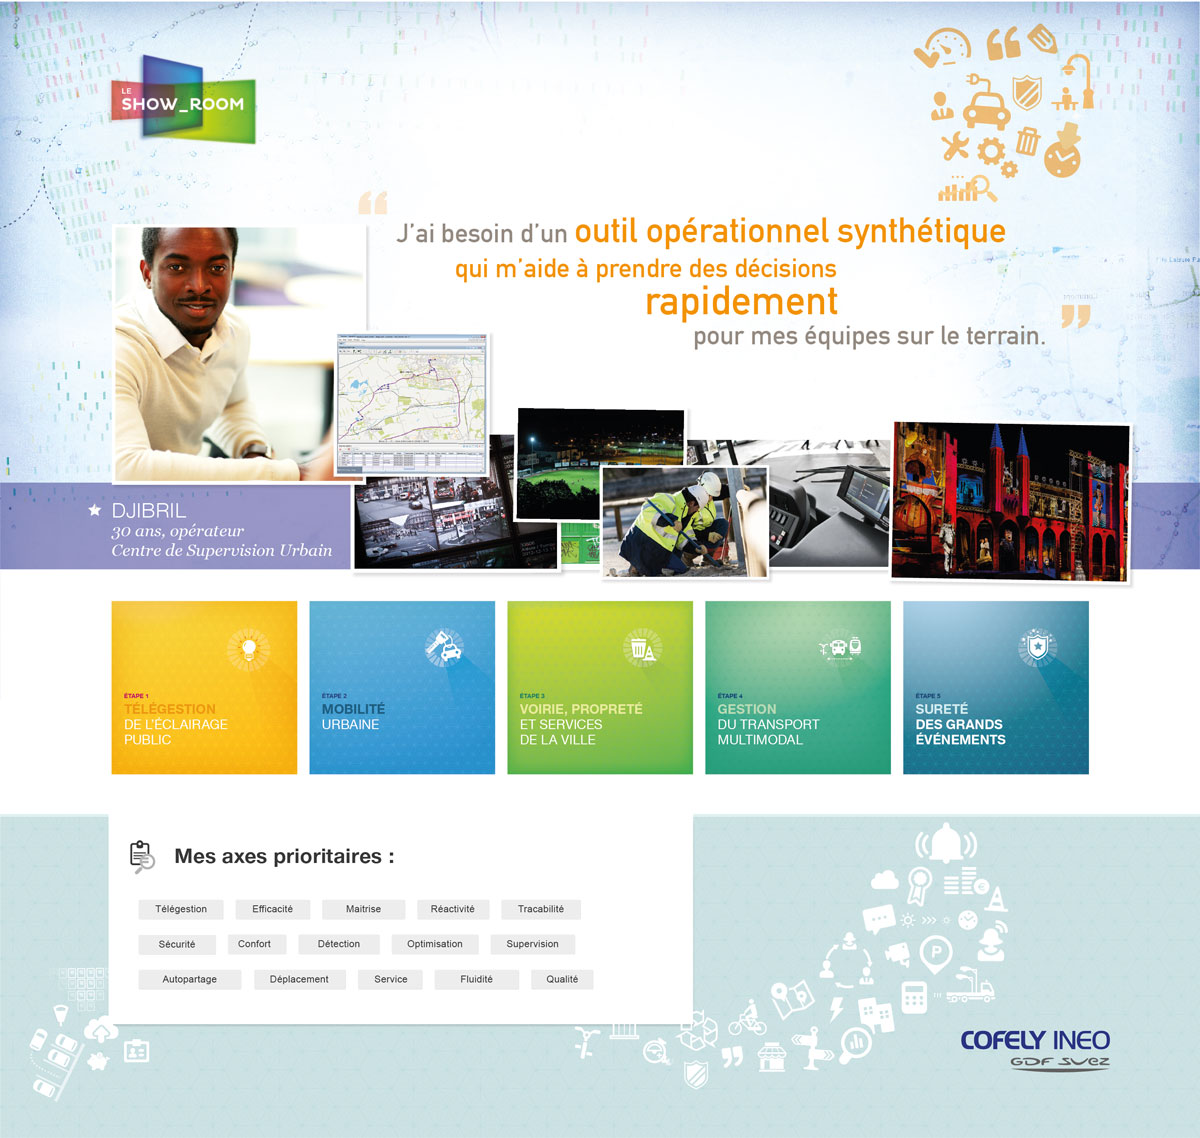 LE
SHOW_ROOM
“
J’ai besoin d’un outil opérationnel synthétique
qui m’aide à prendre des décisions
rapidement
pour mes équipes sur le terrain.
”
DJIBRIL
30 ans, opérateur
Centre de Supervision Urbain
ÉTAPE 1
TÉLÉGESTION
DE L’ÉCLAIRAGE
PUBLIC
ÉTAPE 2
MOBILITÉ
URBAINE
ÉTAPE 3
VOIRIE, PROPRETÉ
ET SERVICES
DE LA VILLE
ÉTAPE 4
GESTION
DU TRANSPORT
MULTIMODAL
ÉTAPE 5
SURETÉ
DES GRANDS
ÉVÉNEMENTS
Mes axes prioritaires :
Télégestion Efficacité Maitrise Réactivité Tracabilité
Sécurité Confort Détection Optimisation Supervision
Autopartage Déplacement Service Fluidité Qualité
P
COFELY INEO
GDF SUEZ